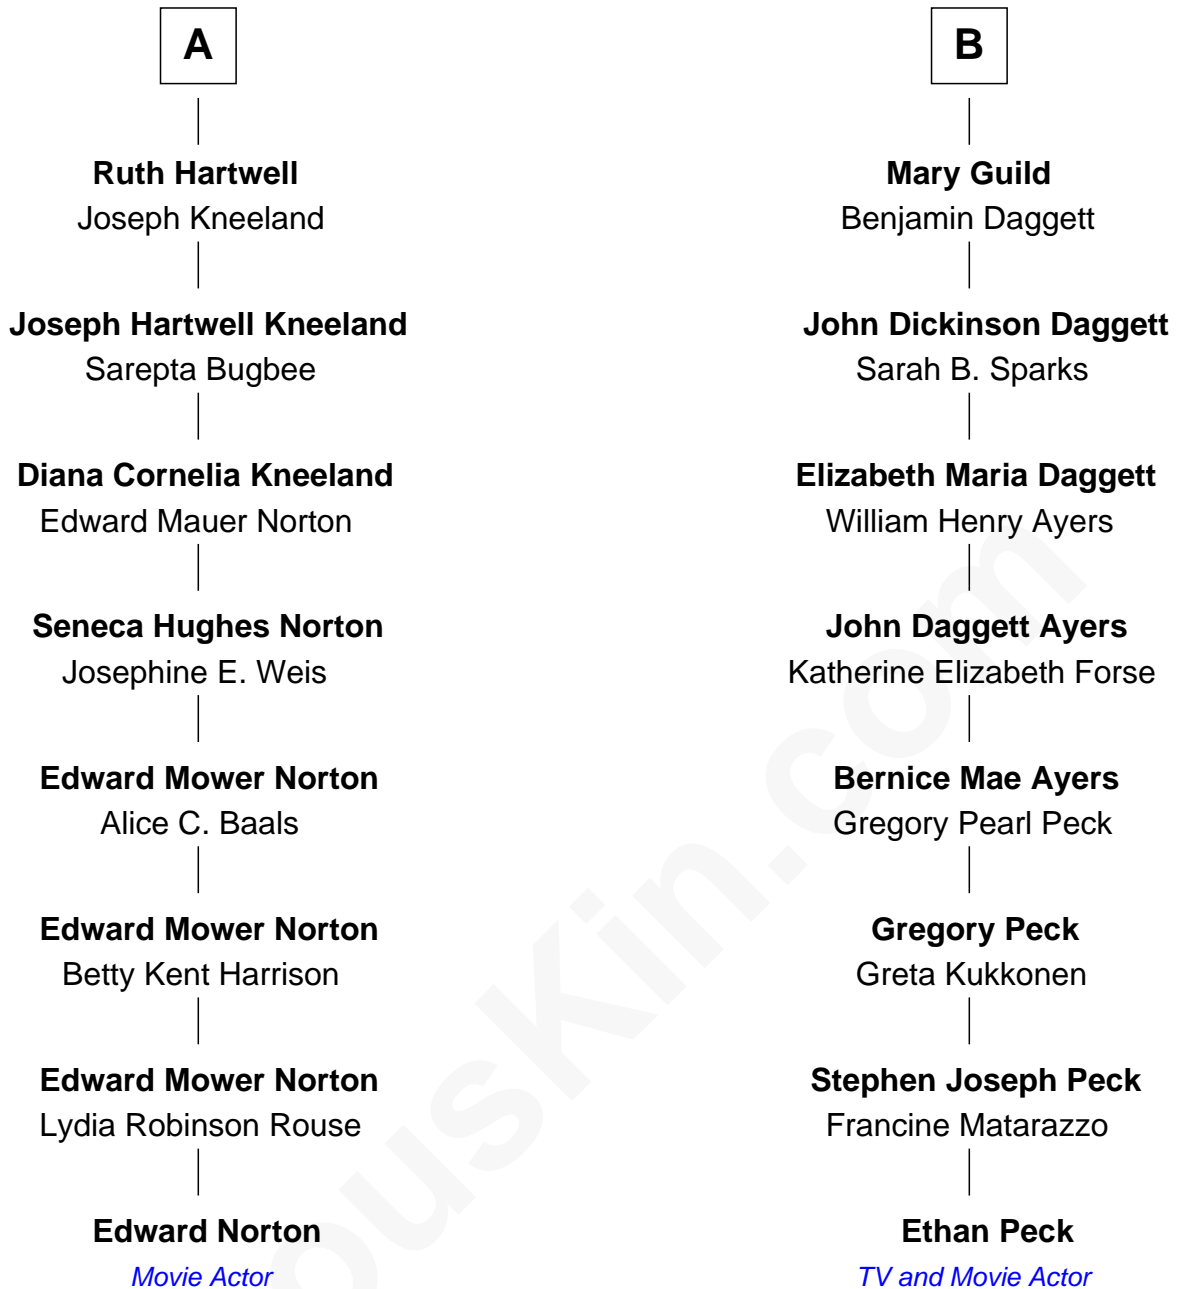 A
Ruth Hartwell
Joseph Kneeland
Joseph Hartwell Kneeland
Sarepta Bugbee
Diana Cornelia Kneeland
Edward Mauer Norton
Seneca Hughes Norton
Josephine E. Weis
Edward Mower Norton
Alice C. Baals
Edward Mower Norton
Betty Kent Harrison
Edward Mower Norton
Lydia Robinson Rouse
Edward Norton
Movie Actor
B
Mary Guild
Benjamin Daggett
John Dickinson Daggett
Sarah B. Sparks
Elizabeth Maria Daggett
William Henry Ayers
John Daggett Ayers
Katherine Elizabeth Forse
Bernice Mae Ayers
Gregory Pearl Peck
Gregory Peck
Greta Kukkonen
Stephen Joseph Peck
Francine Matarazzo
Ethan Peck
TV and Movie Actor
ousKin.com